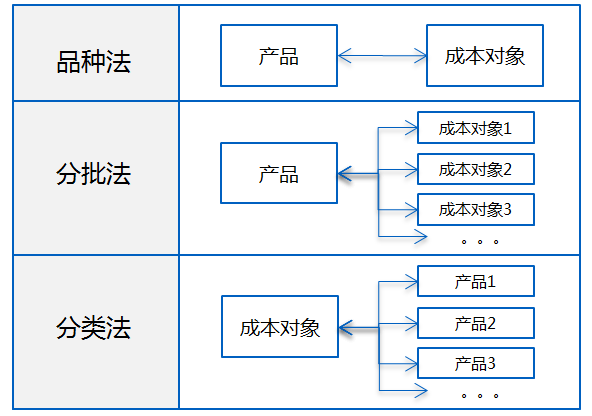 品种法
产品
成本对象
分批法
产品
成本对象1
成本对象2
成本对象3
。。。
分类法
成本对象
产品1
产品2
产品3
。。。